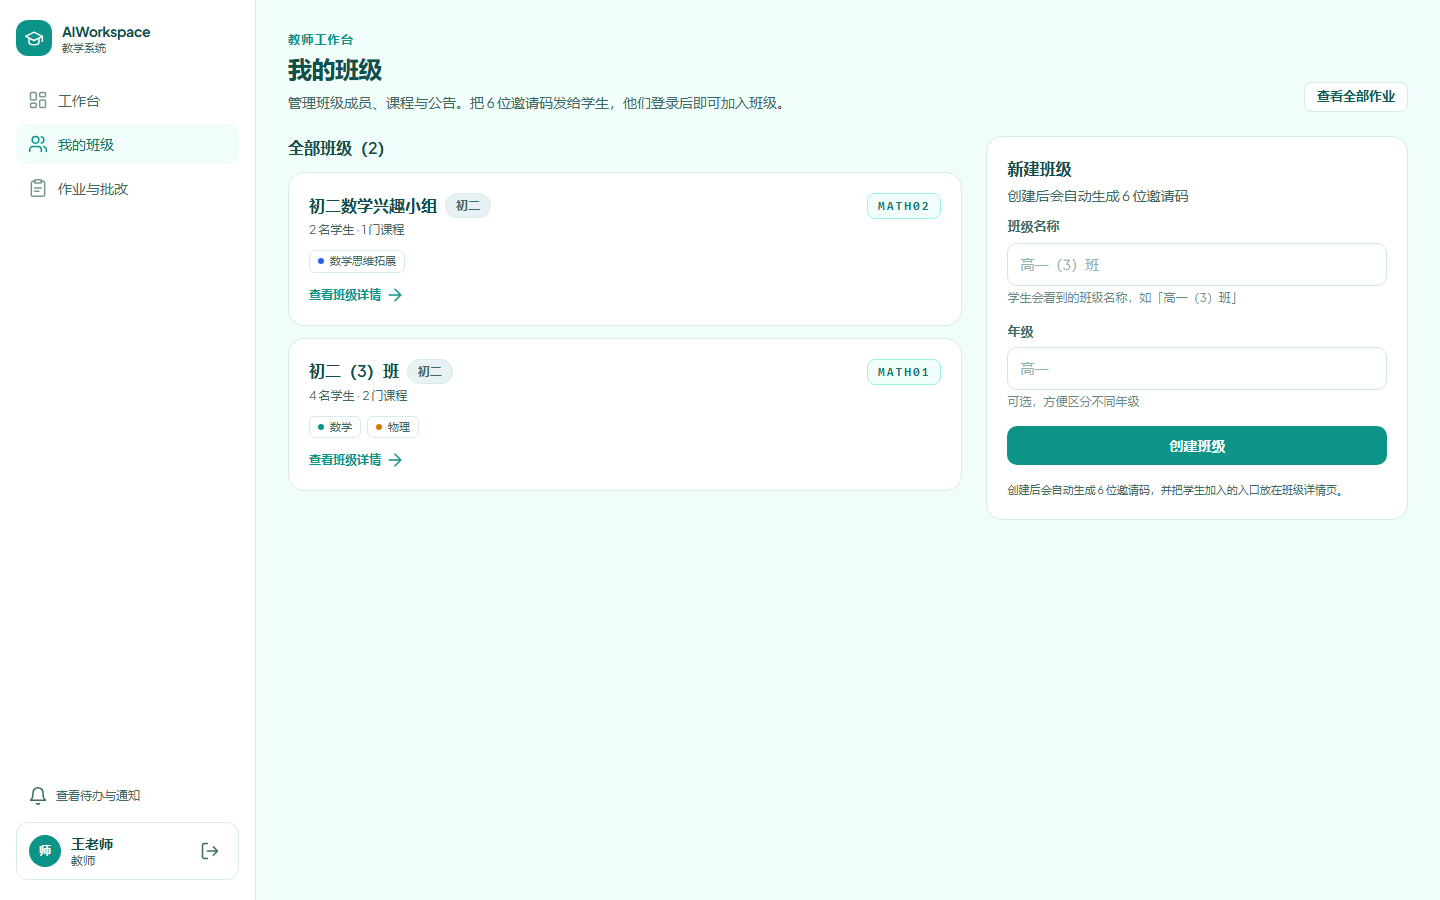 AIWorkspace
教学系统
工作台
我的班级
作业与批改
查看待办与通知
师
王老师
教师
教师工作台
我的班级
管理班级成员、课程与公告。把 6 位邀请码发给学生，他们登录后即可加入班级。
查看全部作业
全部班级（2）
初二数学兴趣小组 初二
MATH02
2 名学生 · 1 门课程
数学思维拓展
查看班级详情
初二（3）班 初二
MATH01
4 名学生 · 2 门课程
数学 物理
查看班级详情
新建班级
创建后会自动生成 6 位邀请码
班级名称
高一（3）班
学生会看到的班级名称，如「高一（3）班」
年级
高一
可选，方便区分不同年级
创建班级
创建后会自动生成 6 位邀请码，并把学生加入的入口放在班级详情页。